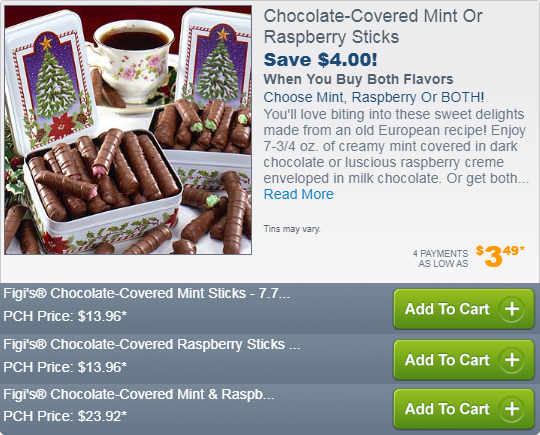 Chocolate-Covered Mint Or
Raspberry Sticks
Save $4.00!
When You Buy Both Flavors
Choose Mint, Raspberry Or BOTH!
You'll love biting into these sweet delights
made from an old European recipe! Enjoy
7-3/4 oz. of creamy mint covered in dark
chocolate or luscious raspberry creme
enveloped in milk chocolate. Or get both...
Read More
Tins may vary.
4 PAYMENTS
AS LOW AS
$3.49*
Figi's® Chocolate-Covered Mint Sticks - 7.7...
PCH Price: $13.96*
Add To Cart
Figi's® Chocolate-Covered Raspberry Sticks ...
PCH Price: $13.96*
Add To Cart
Figi's® Chocolate-Covered Mint & Raspb...
PCH Price: $23.92*
Add To Cart